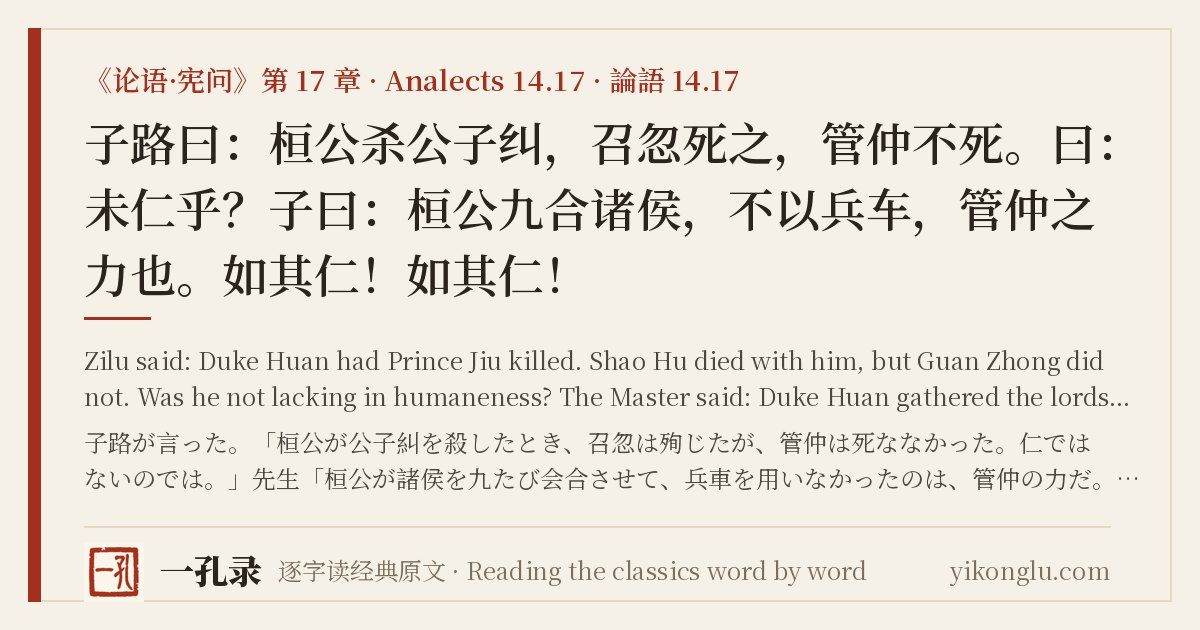 《论语·宪问》第 17 章 · Analects 14.17 · 論語 14.17
子路曰：桓公杀公子纠，召忽死之，管仲不死。曰：
未仁乎？子曰：桓公九合诸侯，不以兵车，管仲之
力也。如其仁！如其仁！
Zilu said: Duke Huan had Prince Jiu killed. Shao Hu died with him, but Guan Zhong did
not. Was he not lacking in humaneness? The Master said: Duke Huan gathered the lords…
子路が言った。「桓公が公子糾を殺したとき、召忽は殉じたが、管仲は死ななかった。仁では
ないのでは。」先生「桓公が諸侯を九たび会合させて、兵車を用いなかったのは、管仲の力だ。…
一孔
一孔录 逐字读经典原文 · Reading the classics word by word yikonglu.com